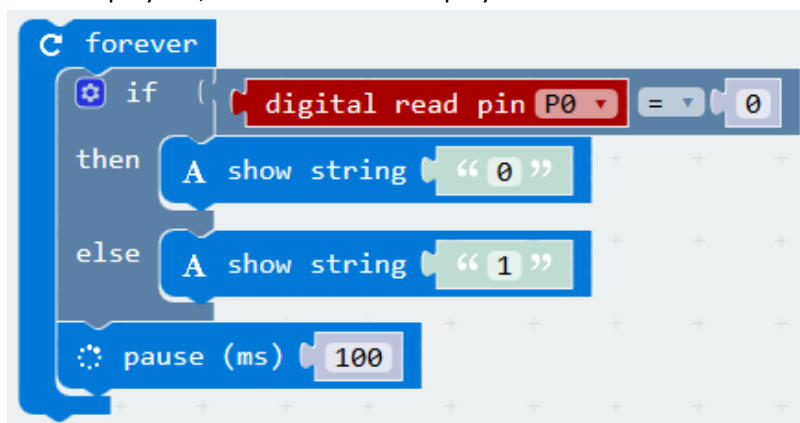 forever
if digital read pin P0 = 0
then A show string “ 0 ”
else A show string “ 1 ”
pause (ms) 100